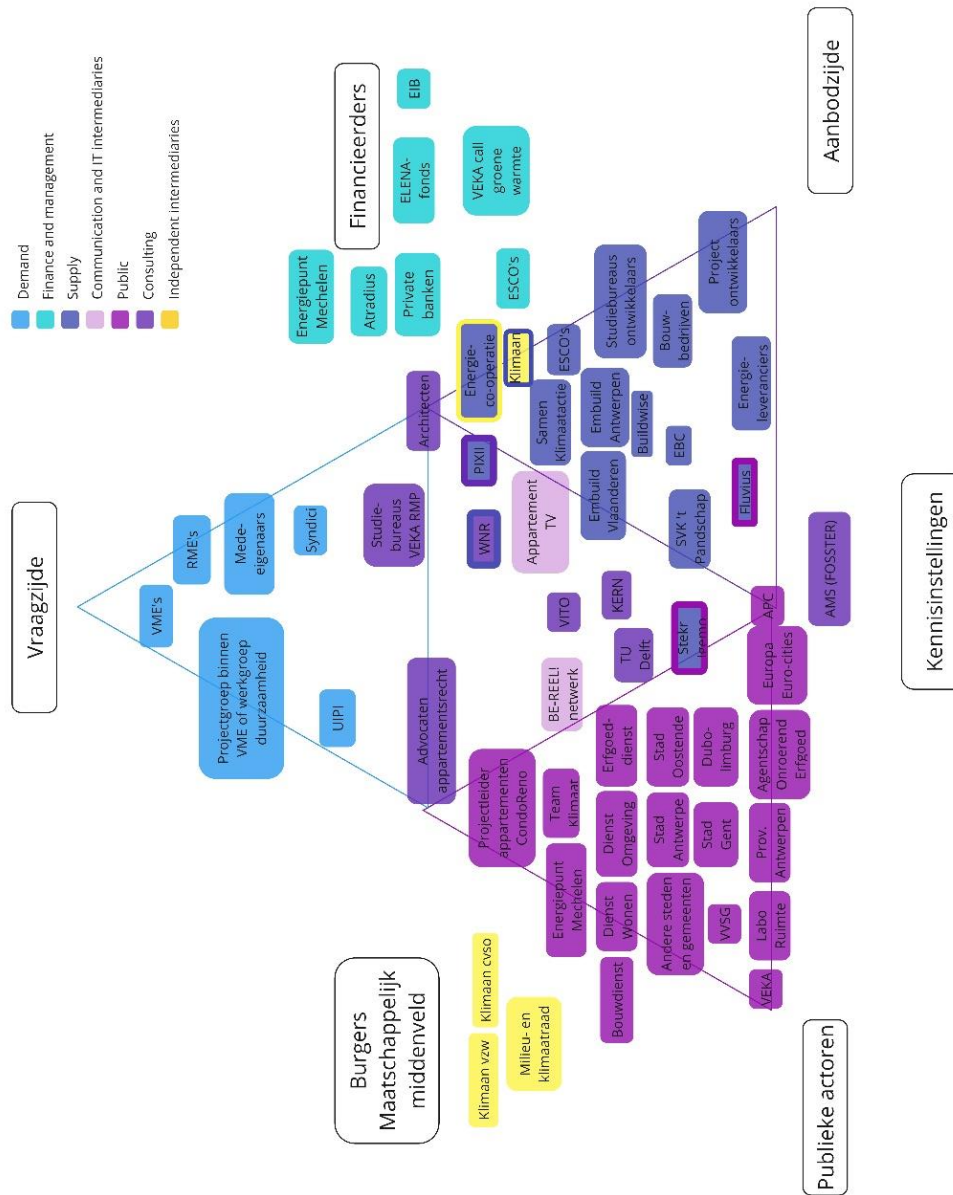 Demand
Finance and management
Supply
Communication and IT intermediaries
Public
Consulting
Independent intermediaries
Vraagzijde
VME's
RME's
Projectgroep binnen
VME of werkgroep
duurzaamheid
Mede-
eigenaars
Syndici
UIPI
Financieerders
Energiepunt
Mechelen
Atradius
Private
banken
ELENA-
fonds
EIB
ESCO's
VEKA call
groene
warmte
Advocaten
appartementsrecht
Studie-
bureaus
VEKA RMP
Architecten
Burgers
Maatschappelijk
middenveld
Klimaan vzw
Klimaan cvso
Milieu- en
klimaatraad
Projectleider
appartementen
CondoReno
WNR
PIXII
Energie-
co-operatie
Klimaan
Energiepunt
Mechelen
Team
Klimaat
BE-REEL!
netwerk
VITO
Appartement
TV
Samen
Klimaatactie
ESCO's
Bouwdienst
Dienst
Wonen
Dienst
Omgeving
Erfgoed-
dienst
TU
Delft
KERN
Embuild
Vlaanderen
Embuild
Antwerpen
Buildwise
Studiebureaus
ontwikkelaars
Andere steden
en gemeenten
Stad
Antwerpe
Stad
Oostende
Stekr
SVK 't
Pandschap
EBC
Bouw-
bedrijven
VVSG
Stad
Gent
Dubo-
limburg
Fluvius
Energie-
leveranciers
Project
ontwikkelaars
VEKA
Labo
Ruimte
Prov.
Antwerpen
Agentschap
Onroerend
Erfgoed
Europa
Euro-cities
APC
AMS (FOSSTER)
Publieke actoren
Kennisinstellingen
Aanbodzijde